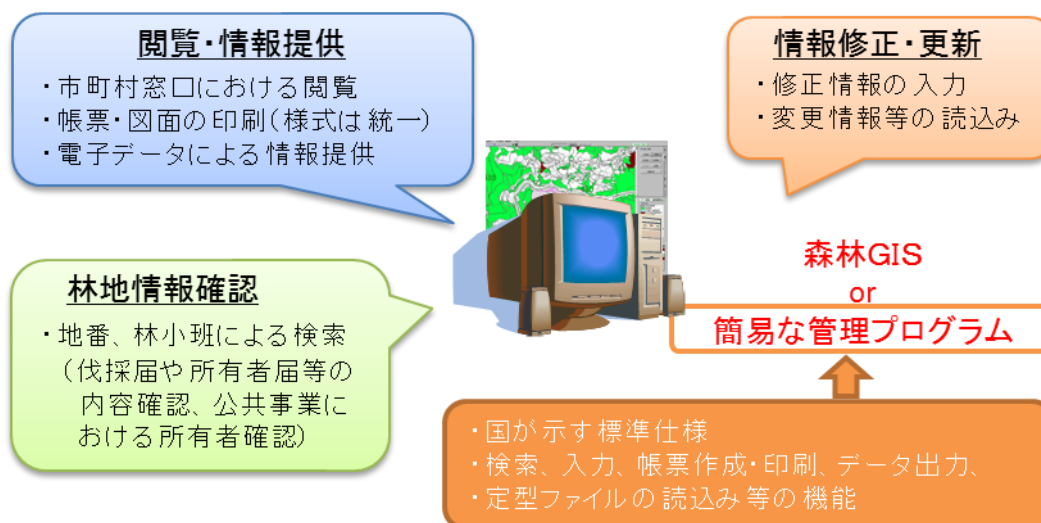 閲覧・情報提供
・市町村窓口における閲覧
・帳票・図面の印刷(様式は統一)
・電子データによる情報提供
情報修正・更新
・修正情報の入力
・変更情報等の読込み
林地情報確認
・地番、林小班による検索
（伐採届や所有者届等の
内容確認、公共事業に
おける所有者確認）
森林GIS
or
簡易な管理プログラム
・国が示す標準仕様
・検索、入力、帳票作成・印刷、データ出力、
・定型ファイルの読込み等の機能